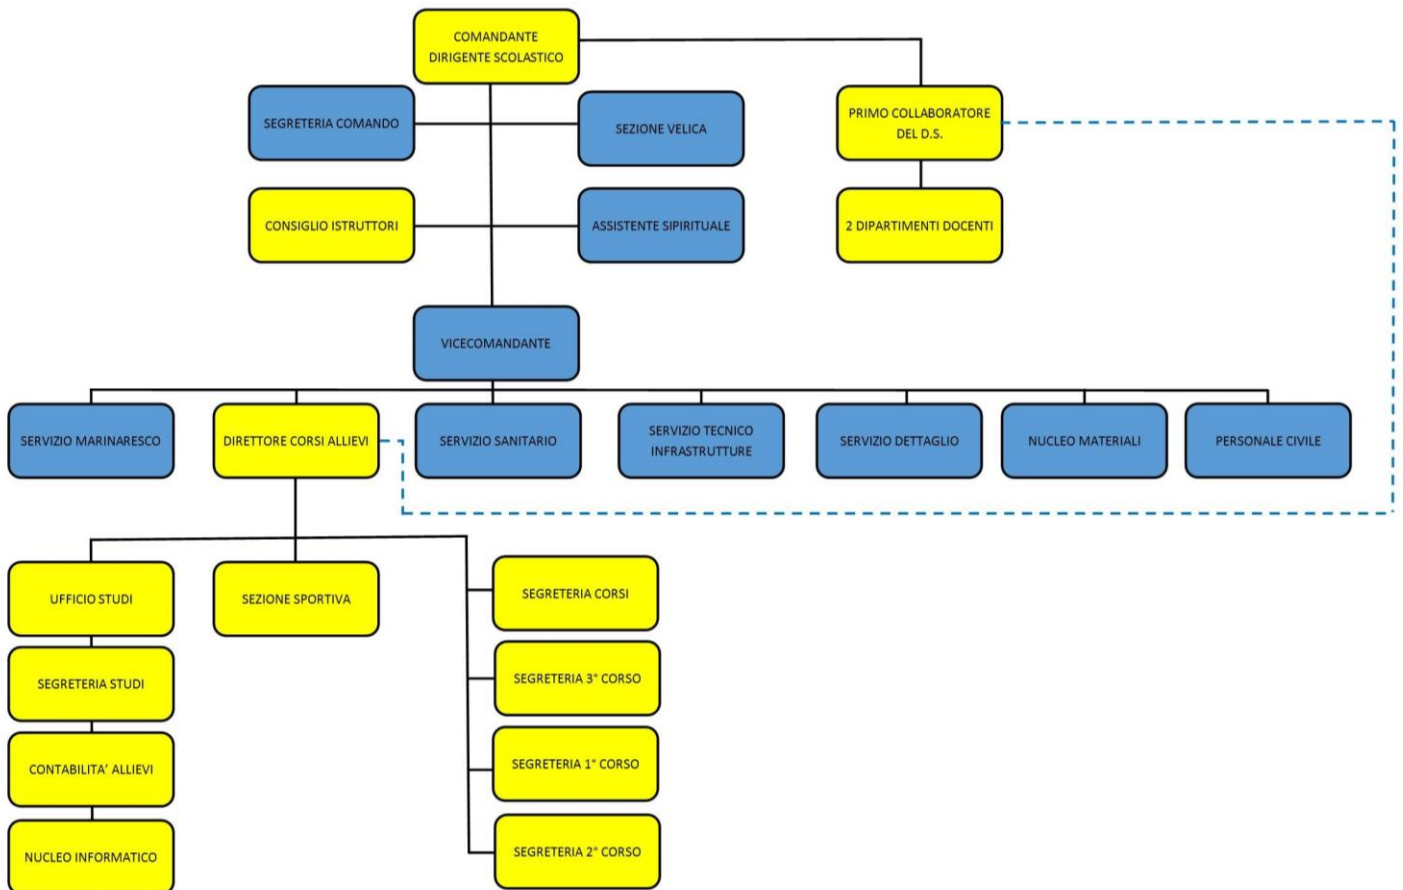 COMANDANTE
DIRIGENTE SCOLASTICO
SEGRETERIA COMANDO
SEZIONE VELICA
PRIMO COLLABORATORE
DEL D.S.
CONSIGLIO ISTRUTTORI
ASSISTENTE SIPIRITUALE
2 DIPARTIMENTI DOCENTI
VICECOMANDANTE
SERVIZIO MARINARESCO
DIRETTORE CORSI ALLIEVI
SERVIZIO SANITARIO
SERVIZIO TECNICO
INFRASTRUTTURE
SERVIZIO DETTAGLIO
NUCLEO MATERIALI
PERSONALE CIVILE
UFFICIO STUDI
SEZIONE SPORTIVA
SEGRETERIA CORSI
SEGRETERIA STUDI
SEGRETERIA 3° CORSO
CONTABILITA’ ALLIEVI
SEGRETERIA 1° CORSO
NUCLEO INFORMATICO
SEGRETERIA 2° CORSO